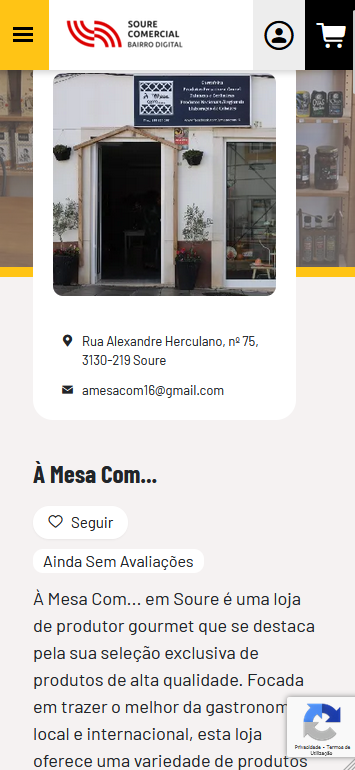 SOURE
COMERCIAL
BAIRRO DIGITAL
À Mesa
Rua Alexandre Herculano, nº 75,
3130-219 Soure
amesacom16@gmail.com
À Mesa Com...
Seguir
Ainda Sem Avaliações
À Mesa Com... em Soure é uma loja
de produtor gourmet que se destaca
pela sua seleção exclusiva de
produtos de alta qualidade. Focada
em trazer o melhor da gastronom
local e internacional, esta loja
oferece uma variedade de produtos
Privacidade - Termos de
Utilização